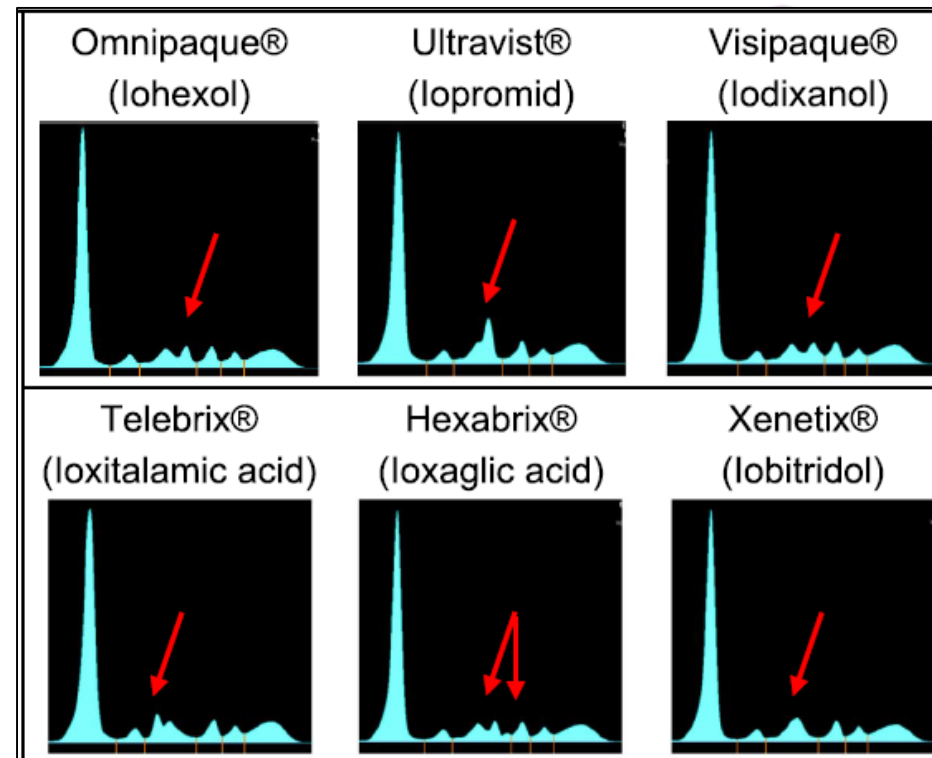 Omnipaque®
(Iohexol)
Ultravist®
(Iopromid)
Visipaque®
(Iodixanol)
Telebrix®
(Ioxitalamic acid)
Hexabrix®
(Ioxaglic acid)
Xenetix®
(Iobitridol)